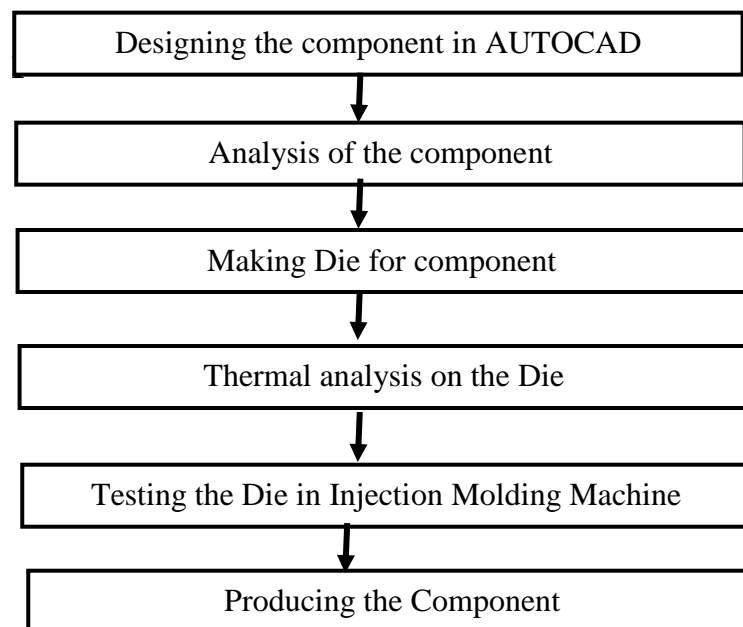 Designing the component in AUTOCAD
Analysis of the component
Making Die for component
Thermal analysis on the Die
Testing the Die in Injection Molding Machine
Producing the Component